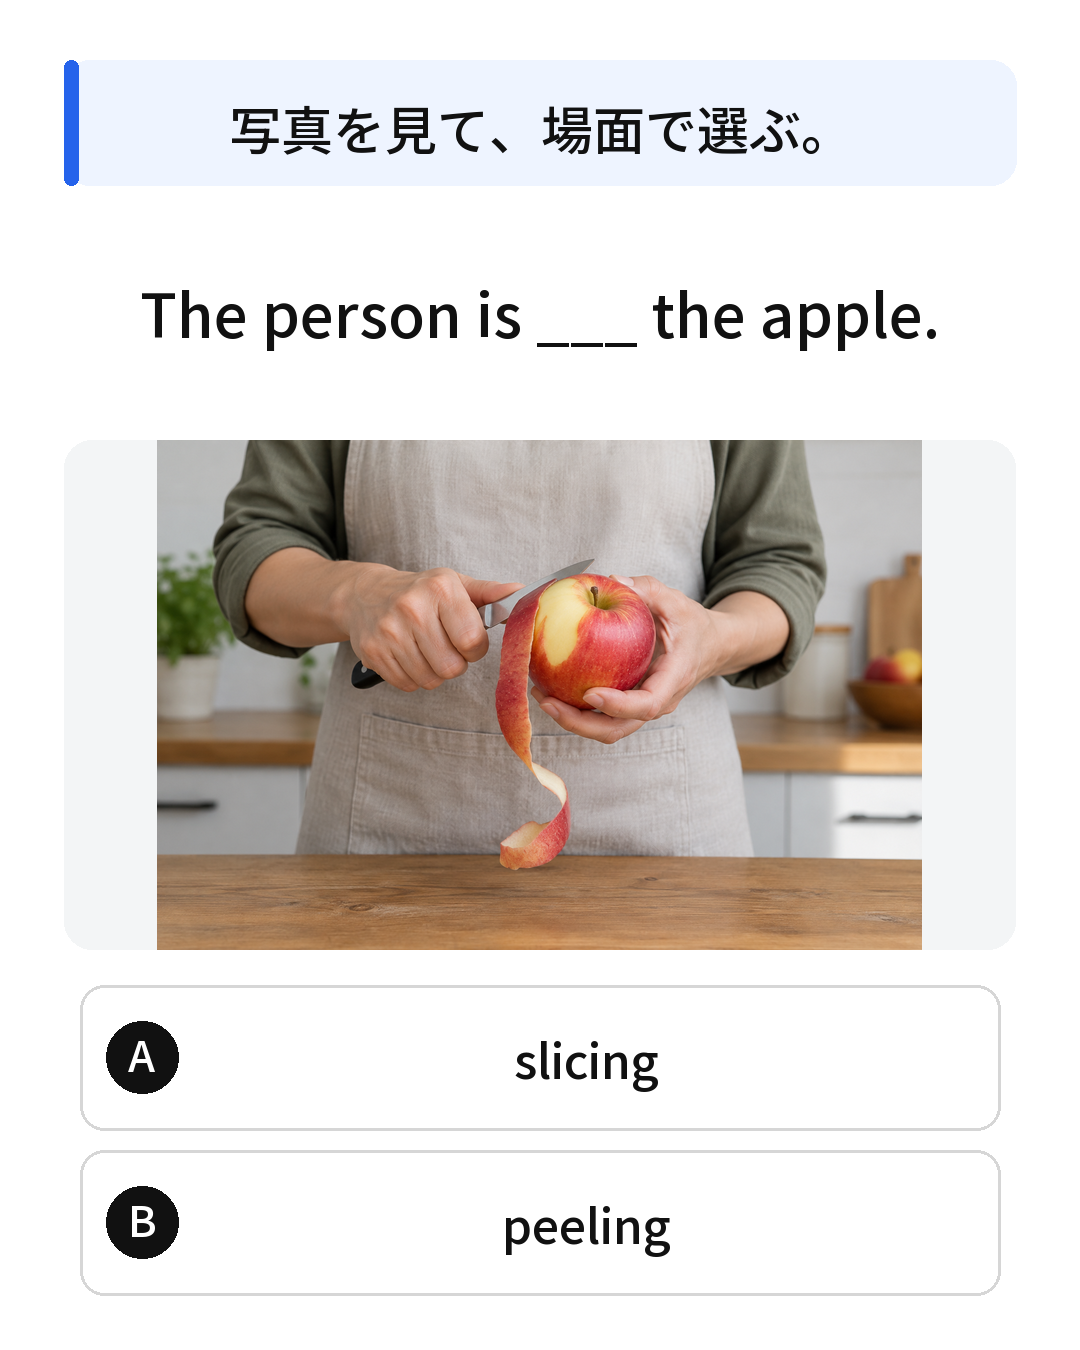 写真を見て、場面で選ぶ。
The person is ___ the apple.
A
slicing
B
peeling